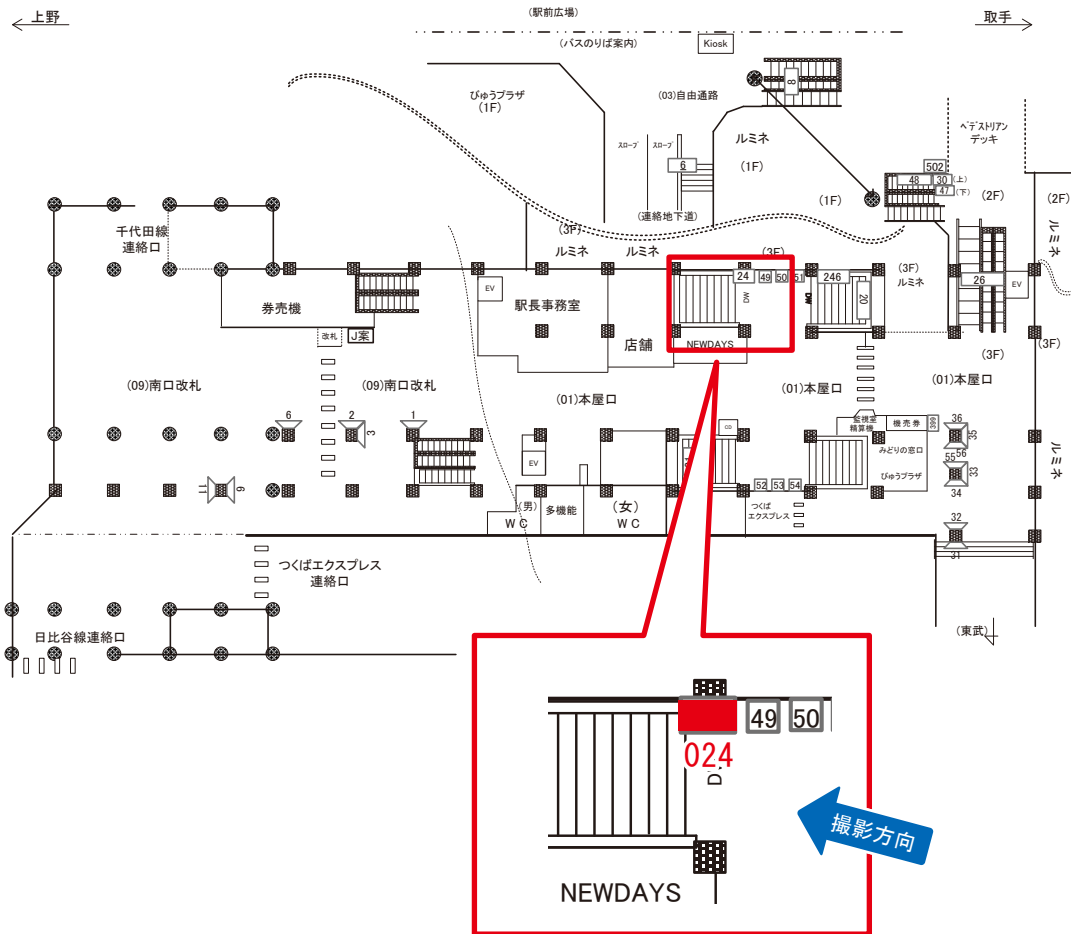 上野
(駅前広場)
取手
(バスのりば案内)
Kiosk
びゅうプラザ
(1F)
(03)自由通路
8
ルミネ
(1F)
スロープ
スロープ
6
(連絡地下道)
ペデストリアン
デッキ
502
48
30
(上)
47
(下)
(1F)
(2F)
(2F)
ルミネ
千代田線
連絡口
(3F)
ルミネ
ルミネ
(3F)
24
49
50
51
DW
246
DW
20
(3F)
ルミネ
26
EV
EV
駅長事務室
券売機
改札
J案
店舗
NEWDAYS
(3F)
(3F)
(09)南口改札
(09)南口改札
(01)本屋口
(01)本屋口
(01)本屋口
6
2
3
1
監視室
精算機
機売券
399
36
35
CD
EV
みどりの窓口
びゅうプラザ
55
56
33
34
ルミネ
11
9
52
53
54
つくば
エクスプレス
(男)
WC
多機能
(女)
WC
32
31
つくばエクスプレス
連絡口
日比谷線連絡口
(東武)
49
50
024
撮影方向
NEWDAYS